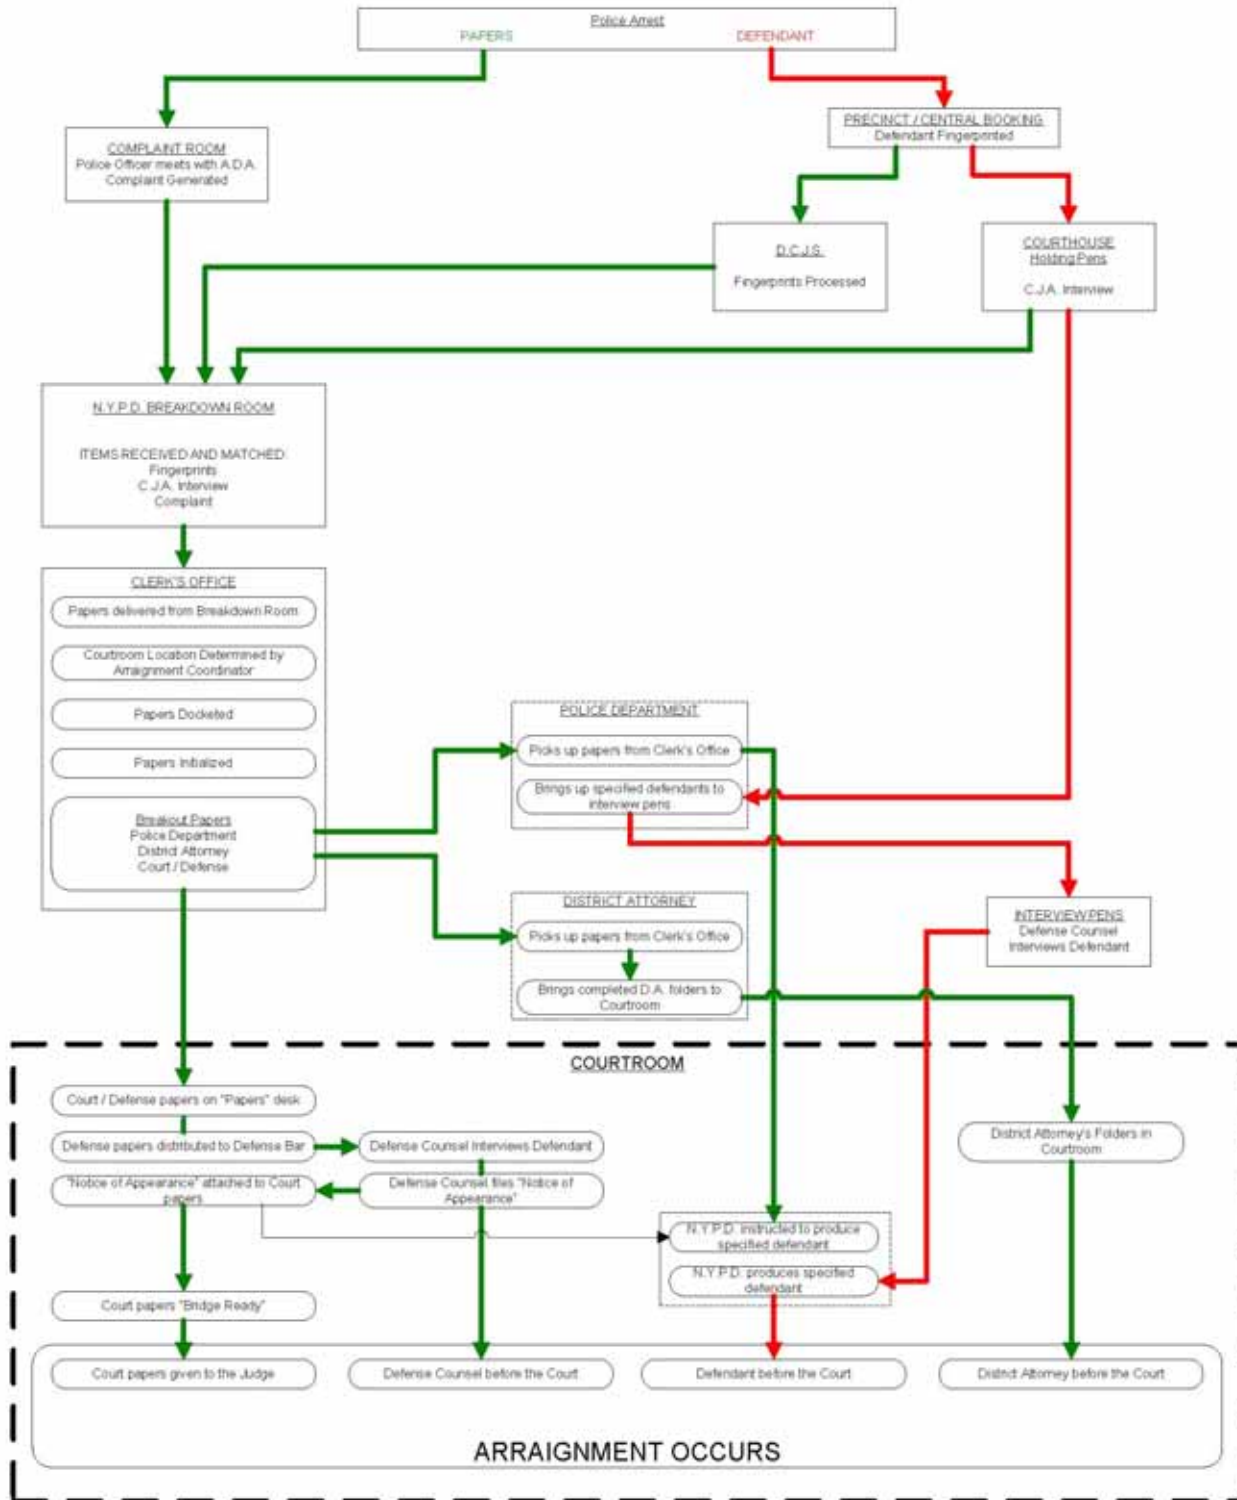 Police Arrest
PAPERS
DEFENDANT
PRECINCT / CENTRAL BOOKING
Defendant Fingerprinted
COMPLAINT ROOM
Police Officer meets with A.D.A.
Complaint Generated
D.C.J.S.
Fingerprints Processed
COURTHOUSE
Holding Pens
C.J.A. Interview
N.Y.P.D. BREAKDOWN ROOM
ITEMS RECEIVED AND MATCHED
Fingerprints
C.J.A. Interview
Complaint
CLERK'S OFFICE
Papers delivered from Breakdown Room
Courtroom Location Determined by
Arraignment Coordinator
Papers Docketed
Papers Initialized
Breakout Papers
Police Department
District Attorney
Court / Defense
POLICE DEPARTMENT
Picks up papers from Clerk's Office
Brings up specified defendants to
interview pens
DISTRICT ATTORNEY
Picks up papers from Clerk's Office
Brings completed D.A. folders to
Courtroom
INTERVIEW PENS
Defense Counsel
Interviews Defendant
COURTROOM
Court / Defense papers on "Papers" desk
Defense papers distributed to Defense Bar
Defense Counsel Interviews Defendant
District Attorney's Folders in
Courtroom
"Notice of Appearance" attached to Court
papers
Defense Counsel files "Notice of
Appearance"
N.Y.P.D. instructed to produce
specified defendant
N.Y.P.D. produces specified
defendant
Court papers "Bridge Ready"
Court papers given to the Judge
Defense Counsel before the Court
Defendant before the Court
District Attorney before the Court
ARRAIGNMENT OCCURS